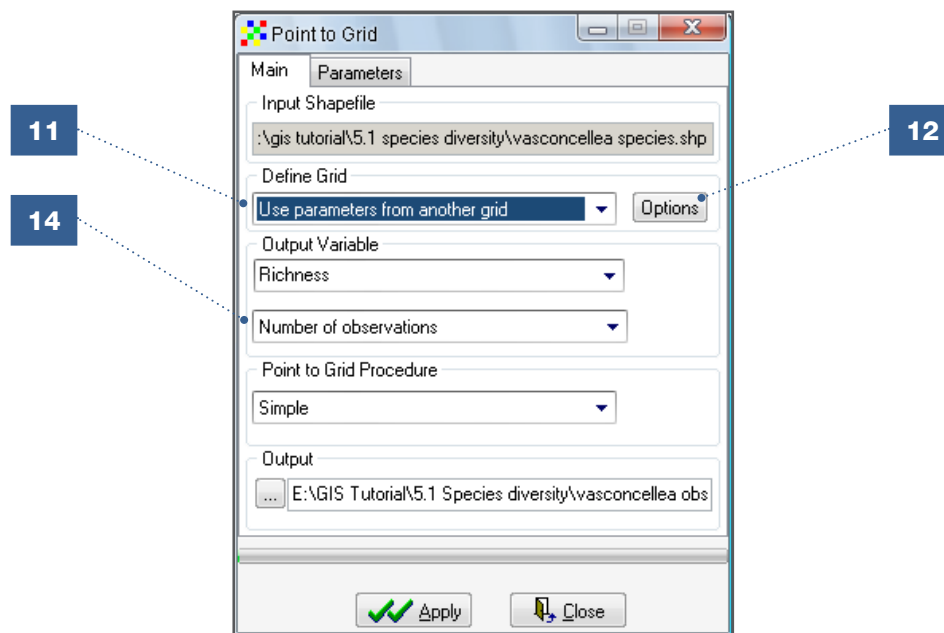 Point to Grid
Main
Parameters
Input Shapefile
:\gis tutorial\5.1 species diversity\vasconcellea species.shp
11
12
Define Grid
Use parameters from another grid
Options
14
Output Variable
Richness
Number of observations
Point to Grid Procedure
Simple
Output
...
E:\GIS Tutorial\5.1 Species diversity\vasconcellea obs
Apply
Close